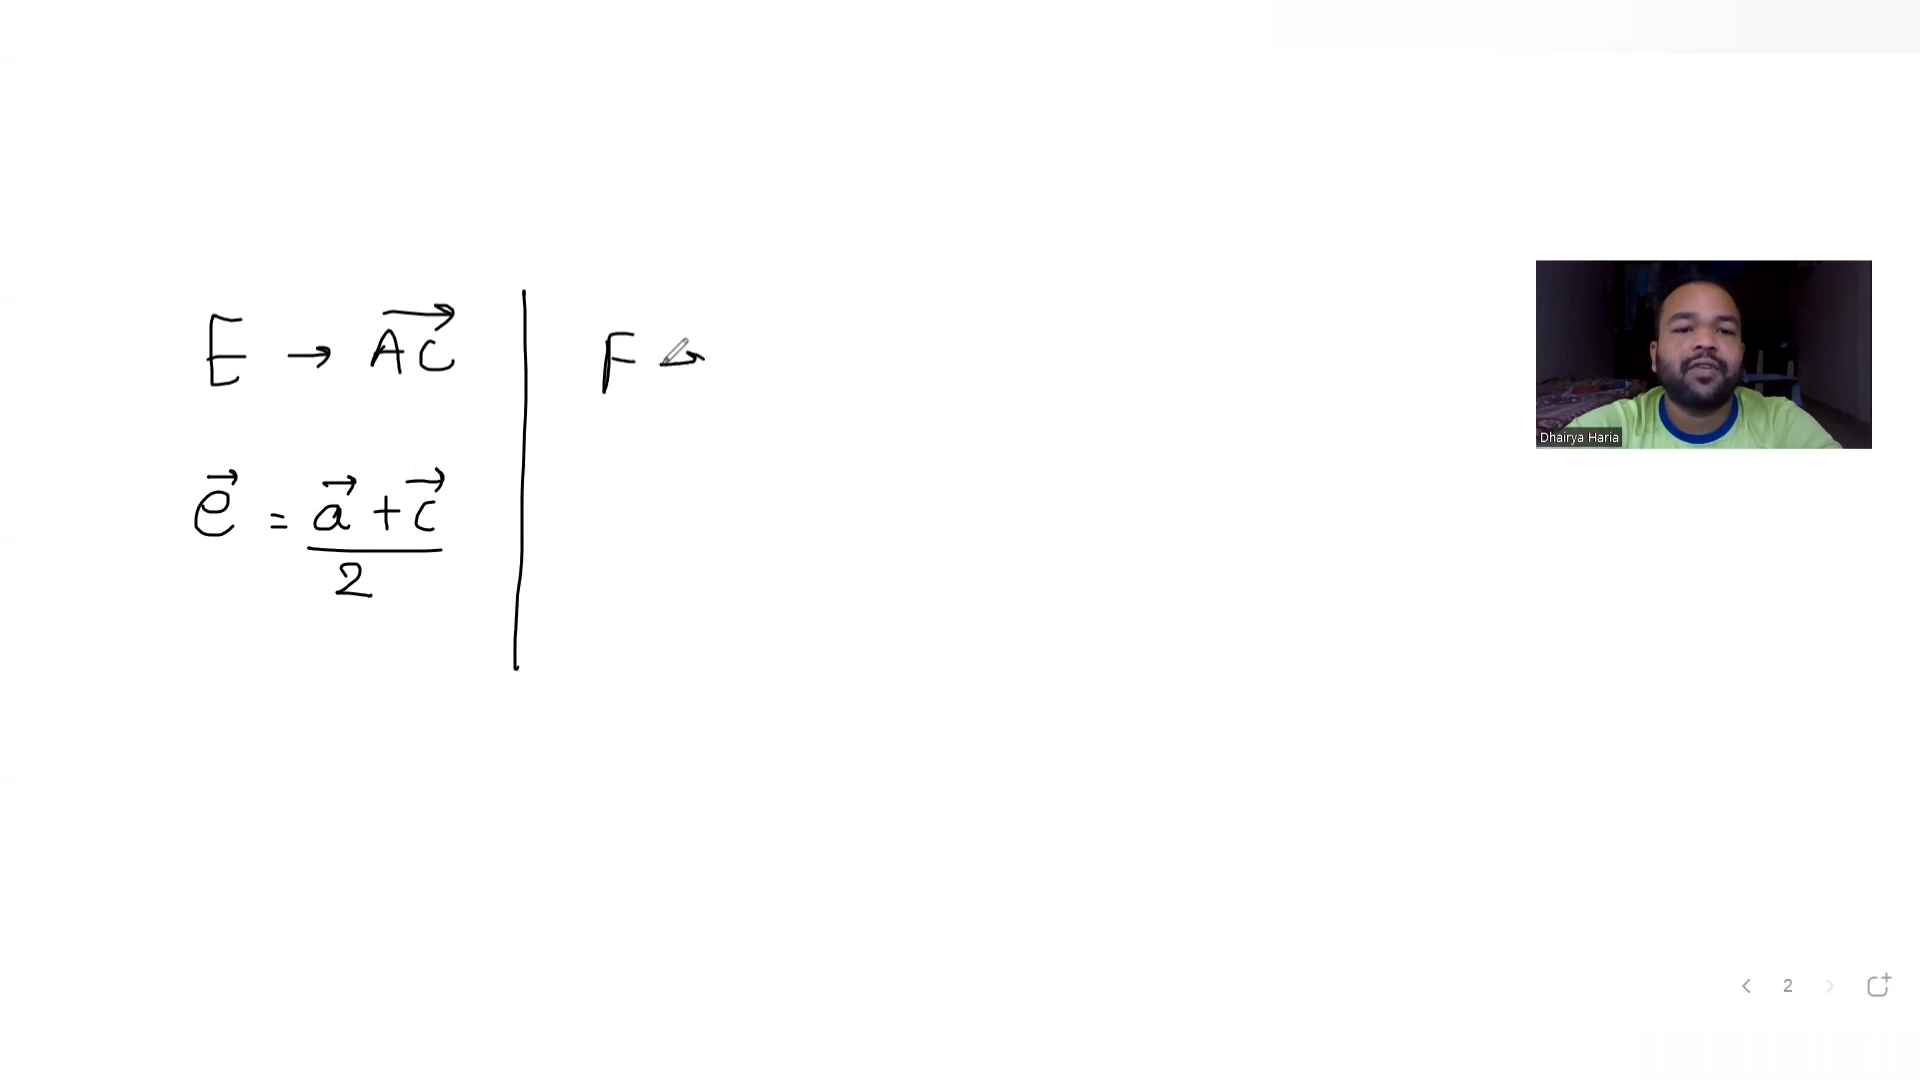 E → \overrightarrow{AC}
F →
\vec{e} = \frac{\vec{a} + \vec{c}}{2}
Dhairya Haria
2